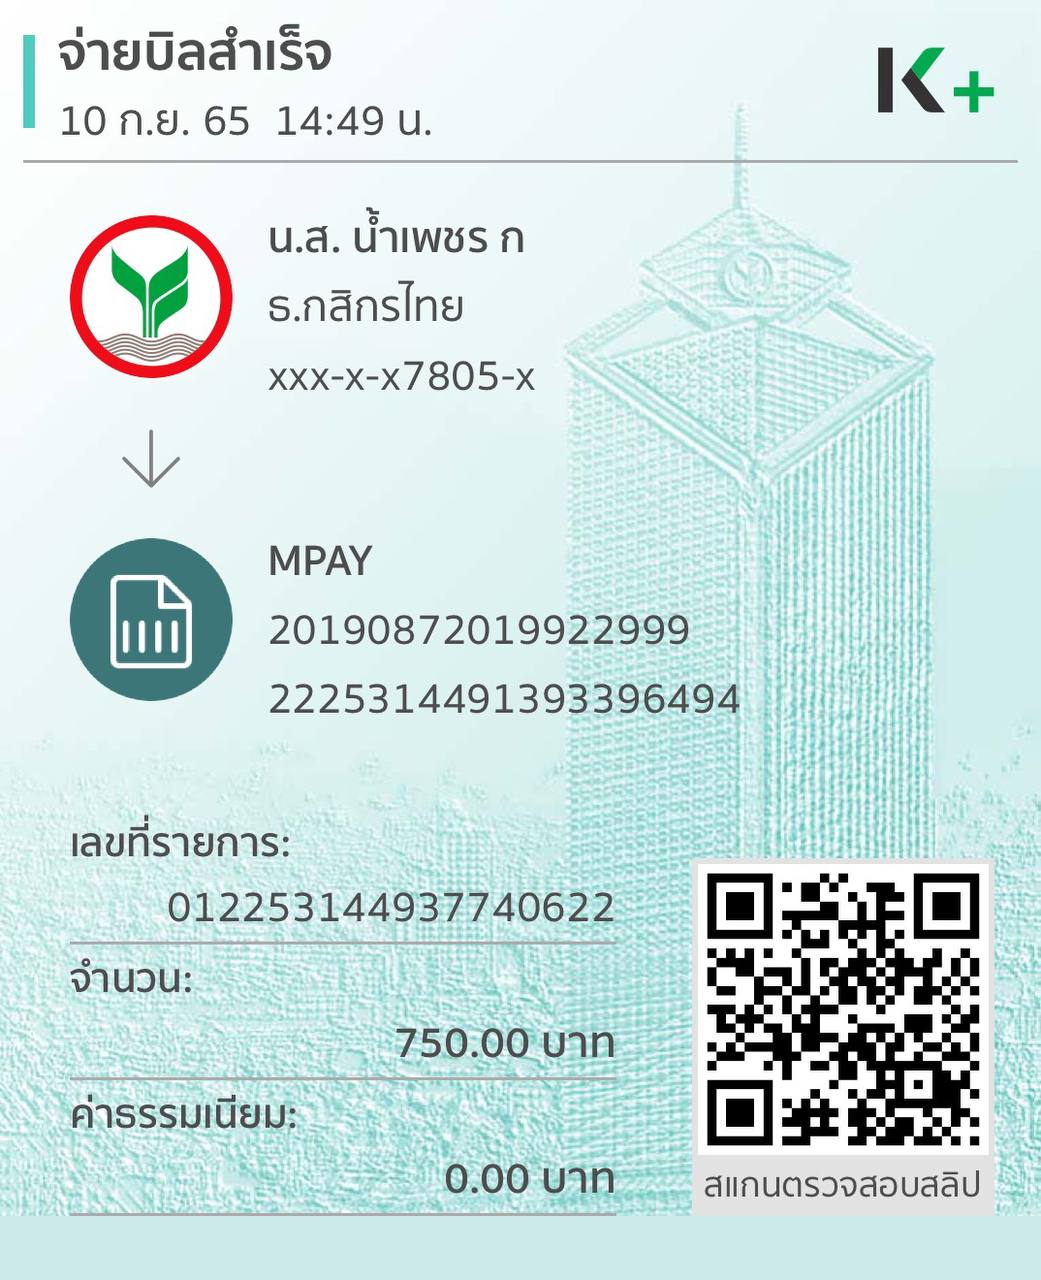 จ่ายบิลสำเร็จ
10 ก.ย. 65 14:49 น.
K+
น.ส. น้ำเพชร ก
ธ.กสิกรไทย
xxx-x-x7805-x
MPAY
20190872019922999
2225314491393396494
เลขที่รายการ:
012253144937740622
จำนวน:
750.00 บาท
ค่าธรรมเนียม:
0.00 บาท
สแกนตรวจสอบสลิป